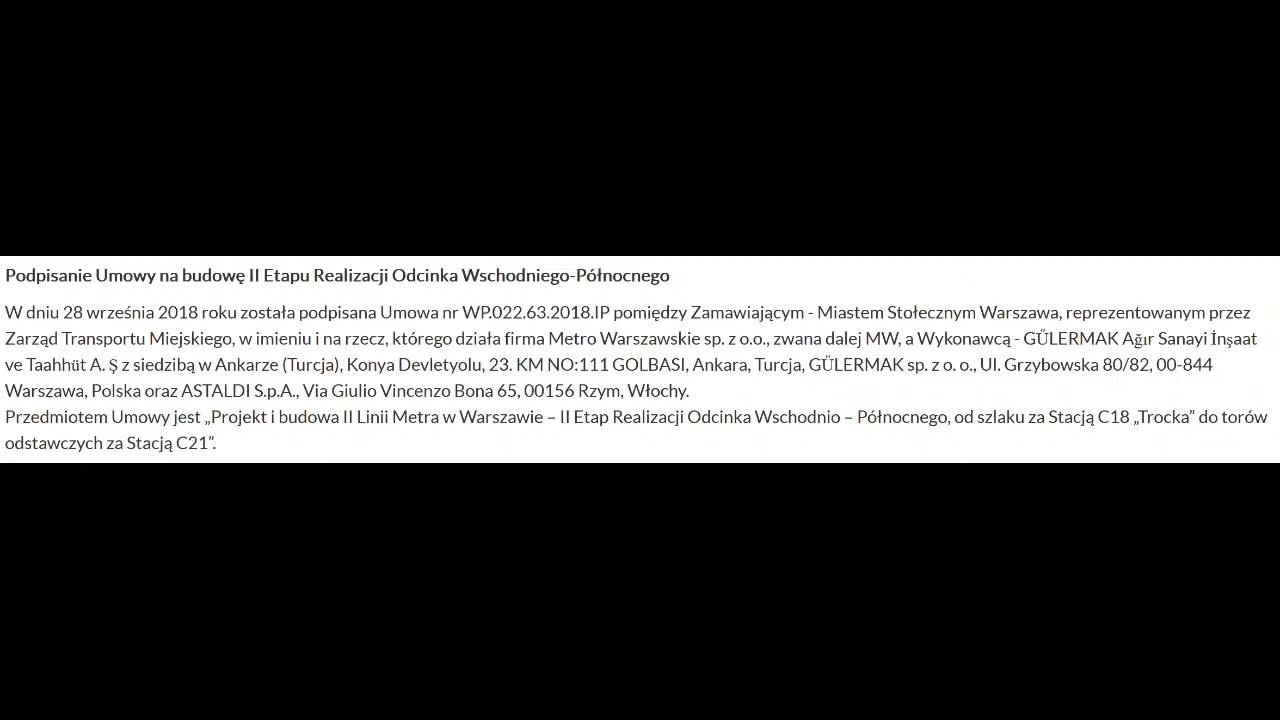 Podpisanie Umowy na budowę II Etapu Realizacji Odcinka Wschodniego-Północnego
W dniu 28 września 2018 roku została podpisana Umowa nr WP.022.63.2018.IP pomiędzy Zamawiającym - Miastem Stołecznym Warszawa, reprezentowanym przez
Zarząd Transportu Miejskiego, w imieniu i na rzecz, którego działa firma Metro Warszawskie sp. z o.o., zwana dalej MW, a Wykonawcą - GŰLERMAK Ağır Sanayi İnşaat
ve Taahhüt A. Ş z siedzibą w Ankarze (Turcja), Konya Devletyolu, 23. KM NO:111 GOLBASI, Ankara, Turcja, GŰLERMAK sp. z o. o., Ul. Grzybowska 80/82, 00-844
Warszawa, Polska oraz ASTALDI S.p.A., Via Giulio Vincenzo Bona 65, 00156 Rzym, Włochy.
Przedmiotem Umowy jest „Projekt i budowa II Linii Metra w Warszawie – II Etap Realizacji Odcinka Wschodnio – Północnego, od szlaku za Stacją C18 „Trocka” do torów
odstawczych za Stacją C21”.